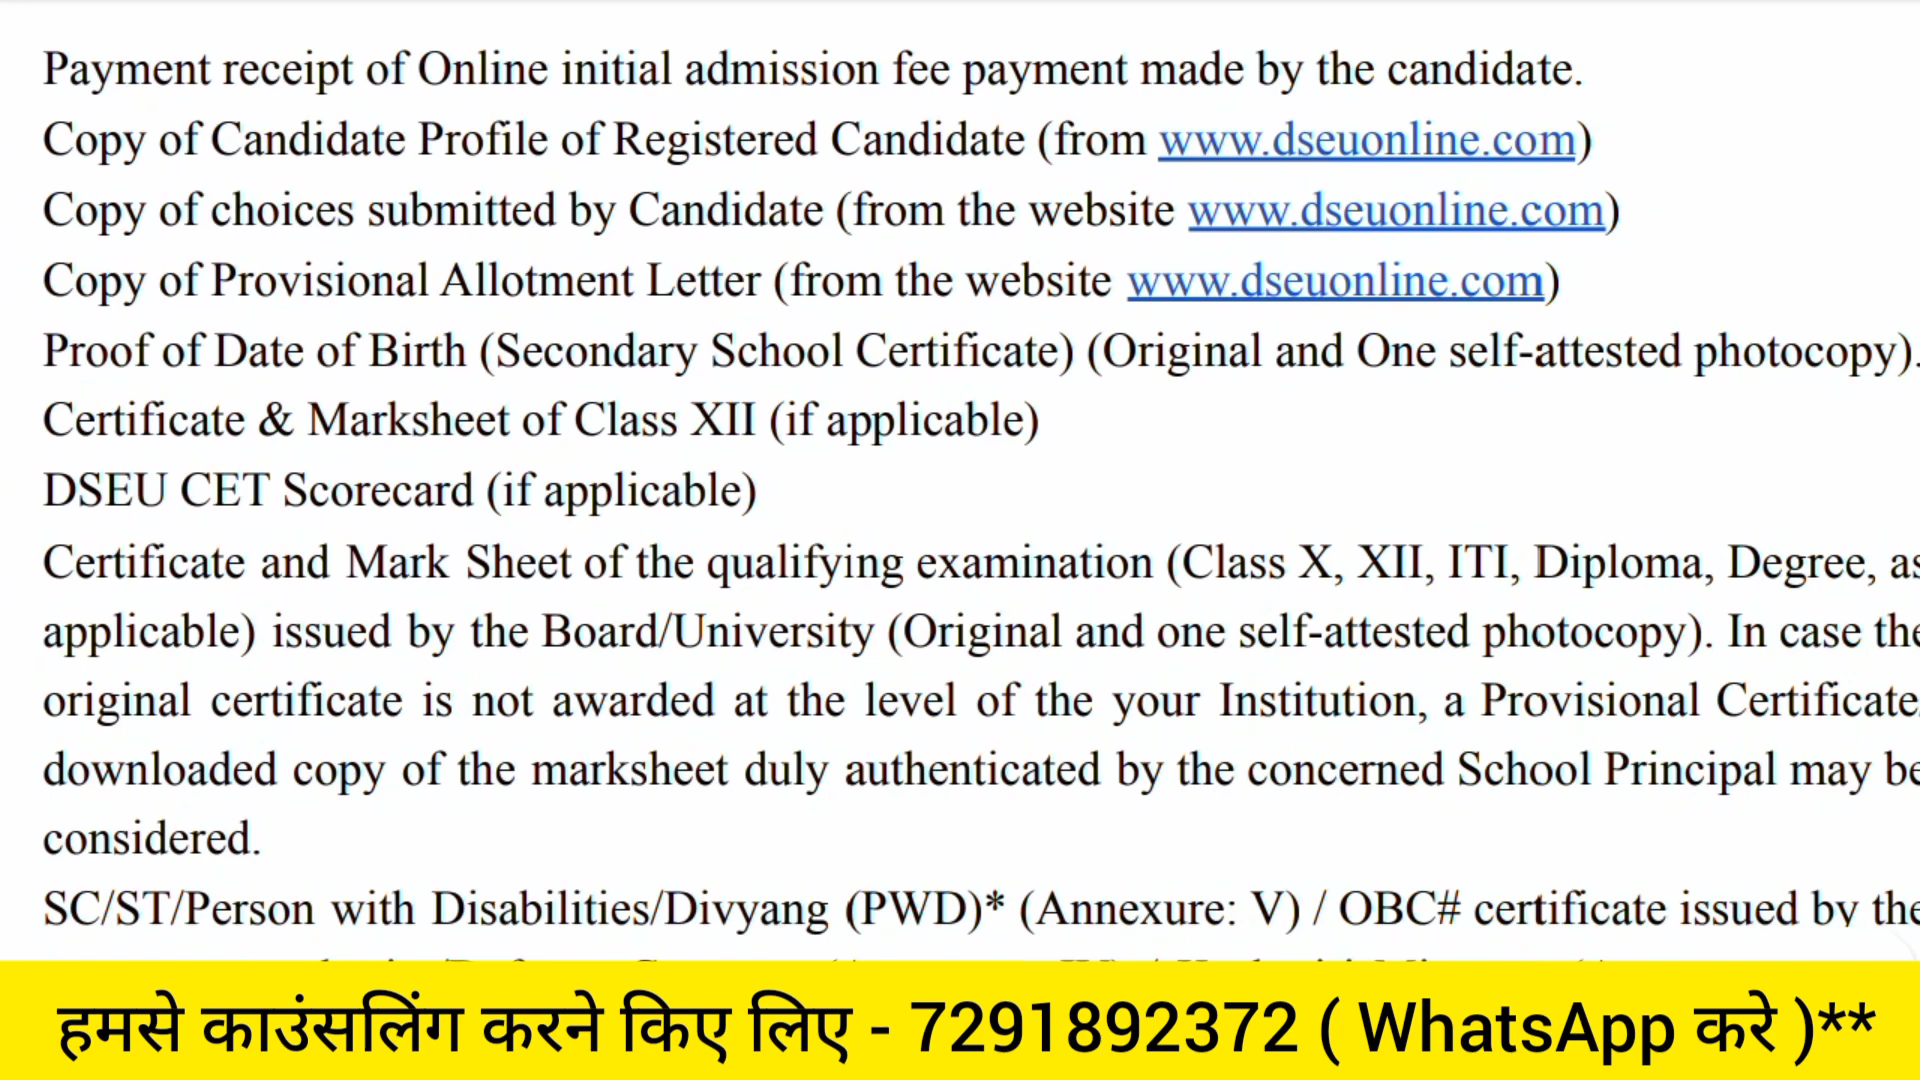 Payment receipt of Online initial admission fee payment made by the candidate.
Copy of Candidate Profile of Registered Candidate (from www.dseuonline.com)
Copy of choices submitted by Candidate (from the website www.dseuonline.com)
Copy of Provisional Allotment Letter (from the website www.dseuonline.com)
Proof of Date of Birth (Secondary School Certificate) (Original and One self-attested photocopy).
Certificate & Marksheet of Class XII (if applicable)
DSEU CET Scorecard (if applicable)
Certificate and Mark Sheet of the qualifying examination (Class X, XII, ITI, Diploma, Degree, as
applicable) issued by the Board/University (Original and one self-attested photocopy). In case the
original certificate is not awarded at the level of the your Institution, a Provisional Certificate
downloaded copy of the marksheet duly authenticated by the concerned School Principal may be
considered.
SC/ST/Person with Disabilities/Divyang (PWD)* (Annexure: V) / OBC# certificate issued by the
हमसे काउंसलिंग करने किए लिए - 7291892372 ( WhatsApp करे )**